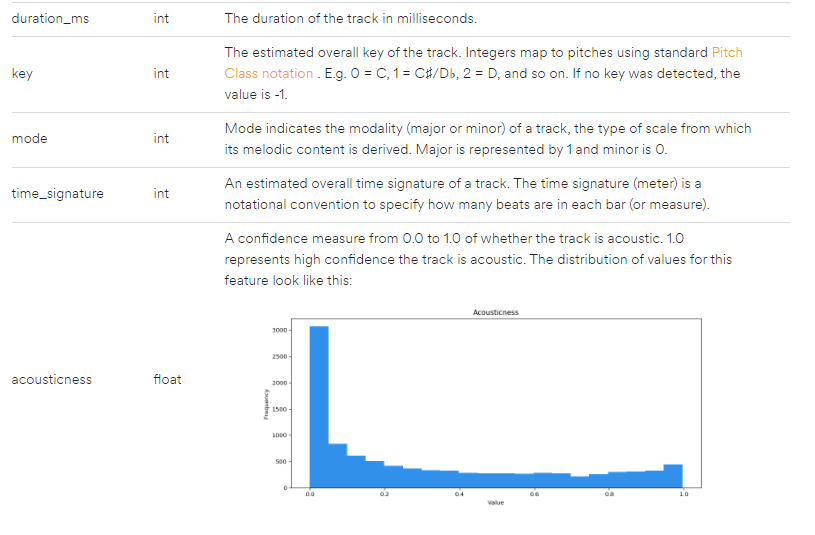 duration_ms int The duration of the track in milliseconds.
The estimated overall key of the track. Integers map to pitches using standard Pitch
key int Class notation . E.g. 0 = C, 1 = C♯/D♭, 2 = D, and so on. If no key was detected, the
value is -1.
Mode indicates the modality (major or minor) of a track, the type of scale from which
mode int
its melodic content is derived. Major is represented by 1 and minor is 0.
An estimated overall time signature of a track. The time signature (meter) is a
time_signature int
notational convention to specify how many beats are in each bar (or measure).
A confidence measure from 0.0 to 1.0 of whether the track is acoustic. 1.0
represents high confidence the track is acoustic. The distribution of values for this
feature look like this:
acousticness float
Acousticness
3000
2500
2000
1500
1000
500
0
Frequency
0.0 0.2 0.4 0.6 0.8 1.0
Value